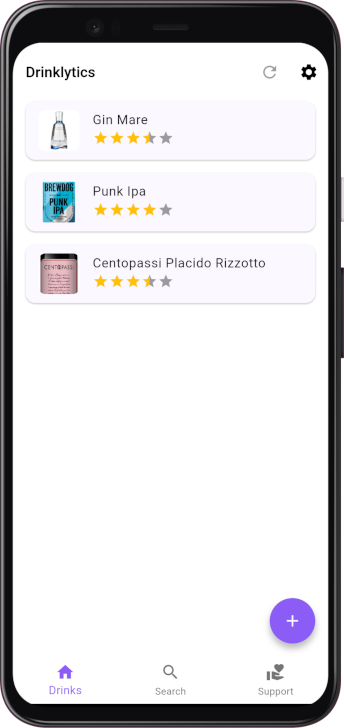 Drinklytics
Gin Mare
BREWDOG
PUNK
IPA
Punk Ipa
CENTOPASSI
Centopassi Placido Rizzotto
Drinks
Search
Support